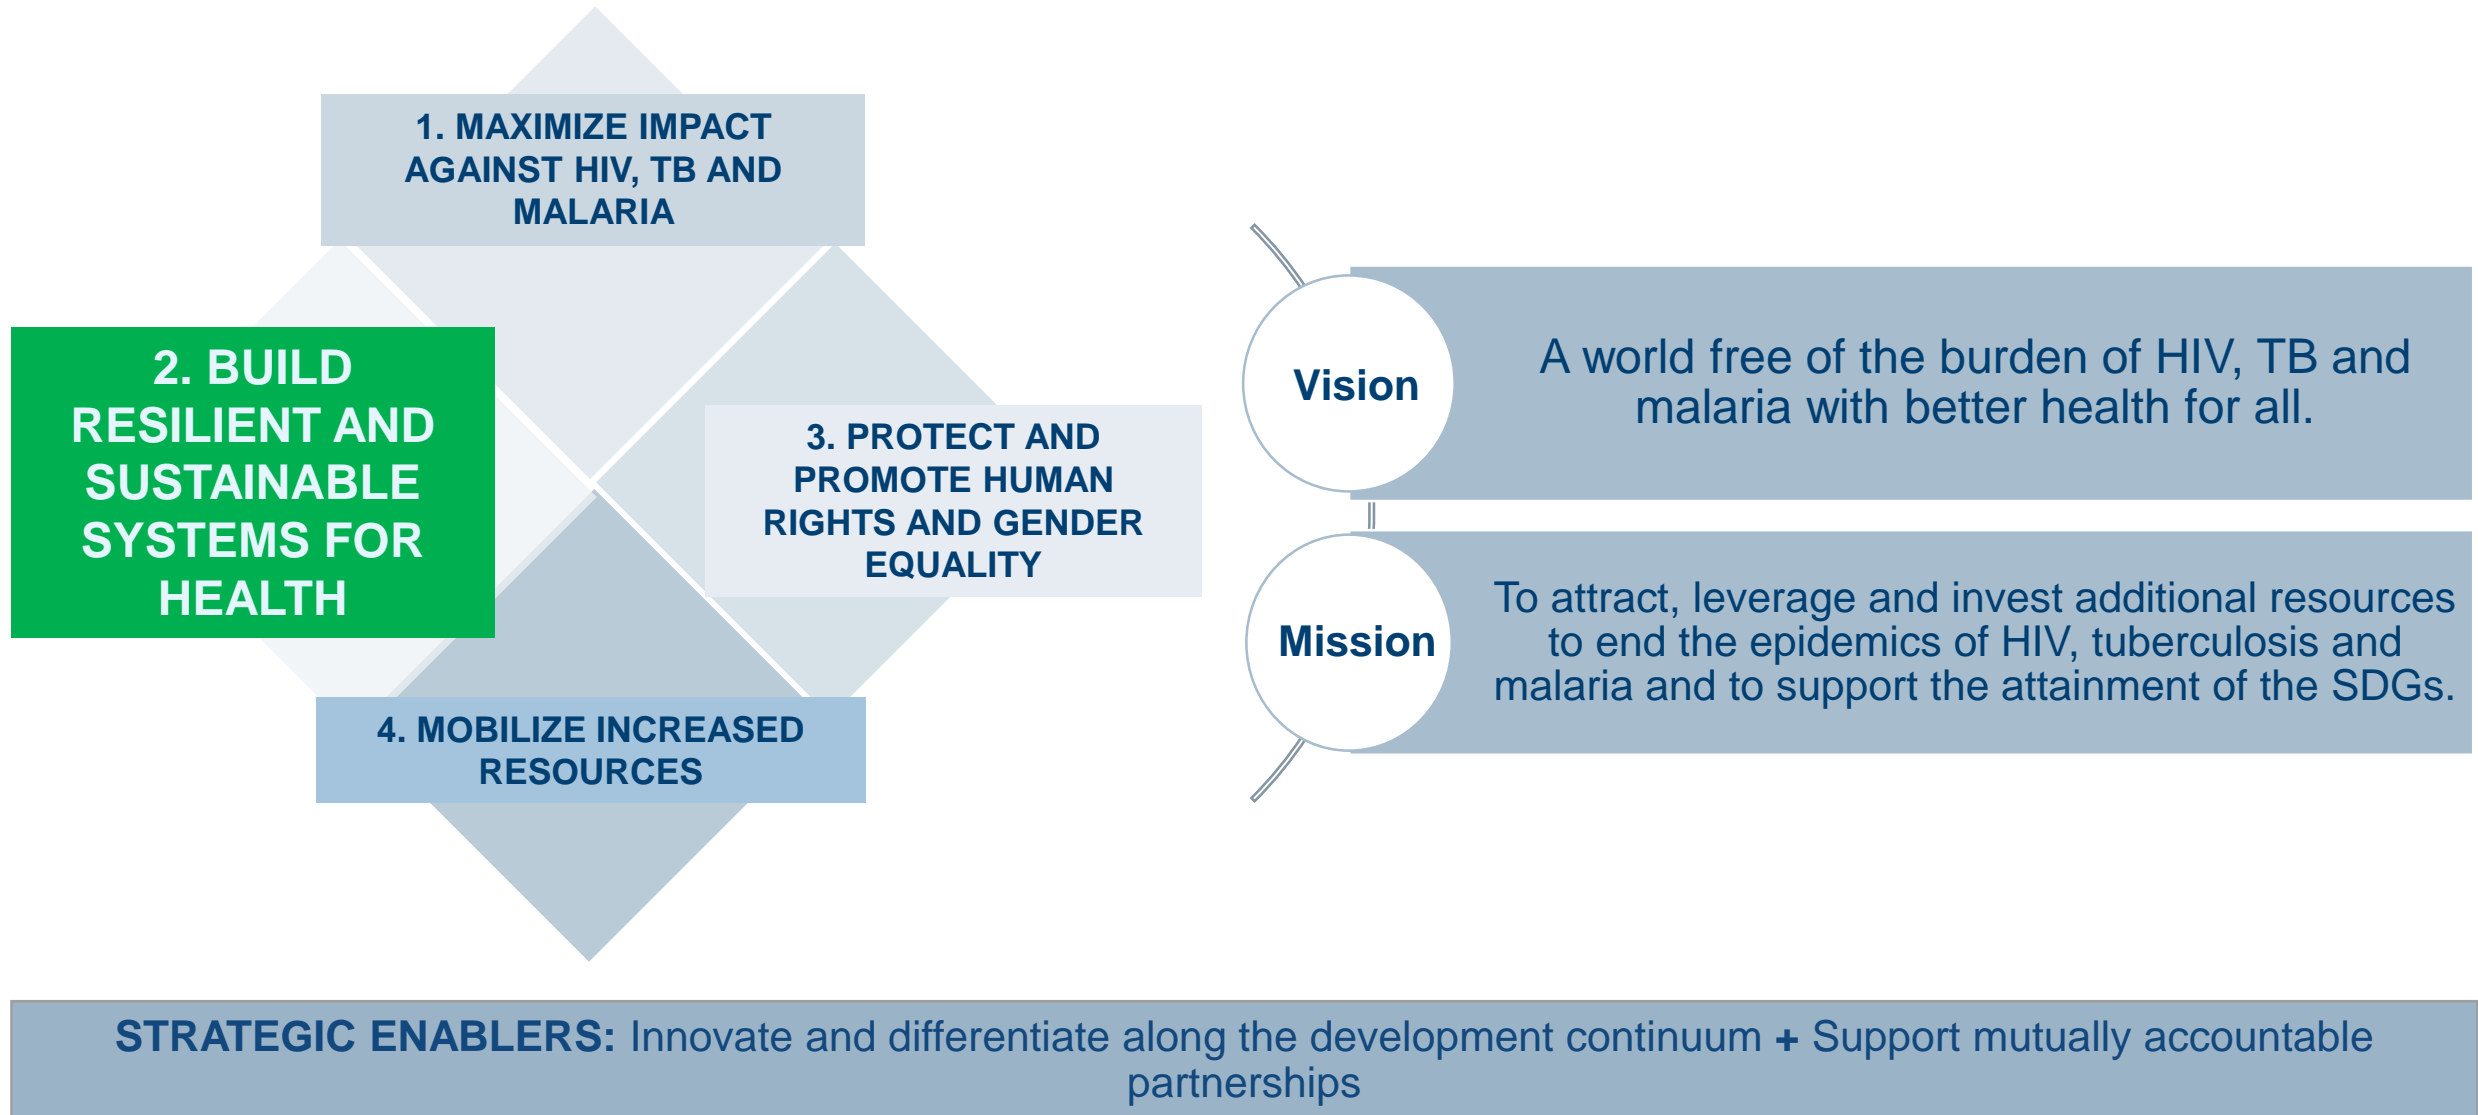 1. MAXIMIZE IMPACT
AGAINST HIV, TB AND
MALARIA
2. BUILD
RESILIENT AND
SUSTAINABLE
SYSTEMS FOR
HEALTH
3. PROTECT AND
PROMOTE HUMAN
RIGHTS AND GENDER
EQUALITY
4. MOBILIZE INCREASED
RESOURCES
Vision
A world free of the burden of HIV, TB and
malaria with better health for all.
Mission
To attract, leverage and invest additional resources
to end the epidemics of HIV, tuberculosis and
malaria and to support the attainment of the SDGs.
STRATEGIC ENABLERS: Innovate and differentiate along the development continuum + Support mutually accountable
partnerships